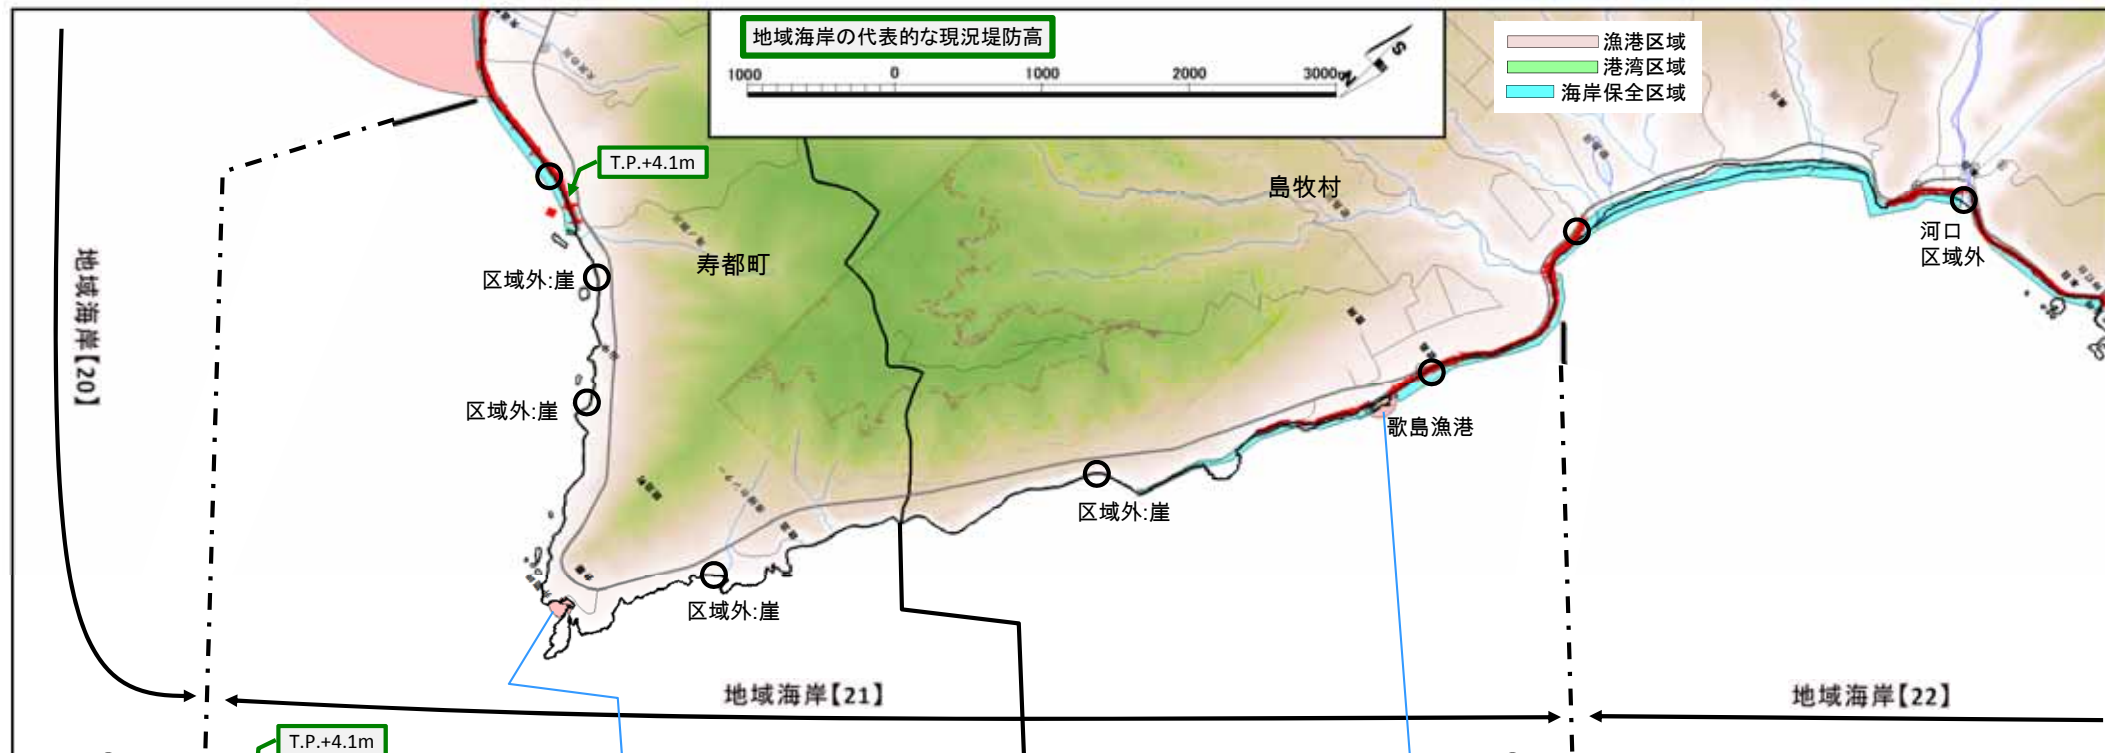 地域海岸の代表的な現況堤防高
1000 0 1000 2000 3000m
N
S
漁港区域
港湾区域
海岸保全区域
T.P.+4.1m
島牧村
寿都町
河口
区域外
区域外:崖
区域外:崖
歌島漁港
区域外:崖
区域外:崖
地域海岸【20】
地域海岸【21】
地域海岸【22】
T.P.+4.1m